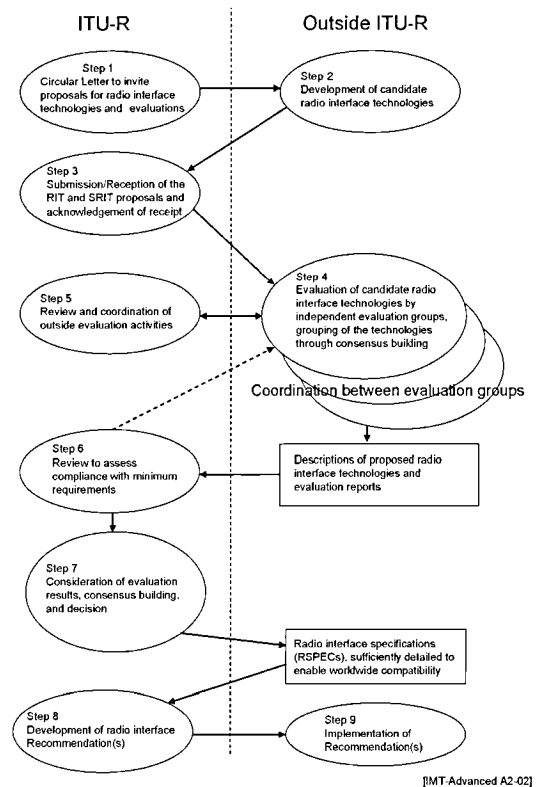 ITU-R
Outside ITU-R
Step 1
Circular Letter to invite
proposals for radio interface
technologies and evaluations
Step 2
Development of candidate
radio interface technologies
Step 3
Submission/Reception of the
RIT and SRIT proposals and
acknowledgement of receipt
Step 4
Evaluation of candidate radio
interface technologies by
independent evaluation groups,
grouping of the technologies
through consensus building
Step 5
Review and coordination of
outside evaluation activities
Coordination between evaluation groups
Step 6
Review to assess
compliance with minimum
requirements
Descriptions of proposed radio
interface technologies and
evaluation reports
Step 7
Consideration of evaluation
results, consensus building,
and decision
Radio interface specifications
(RSPECs), sufficiently detailed to
enable worldwide compatibility
Step 8
Development of radio interface
Recommendation(s)
Step 9
Implementation of
Recommendation(s)
[IMT-Advanced A2-02]